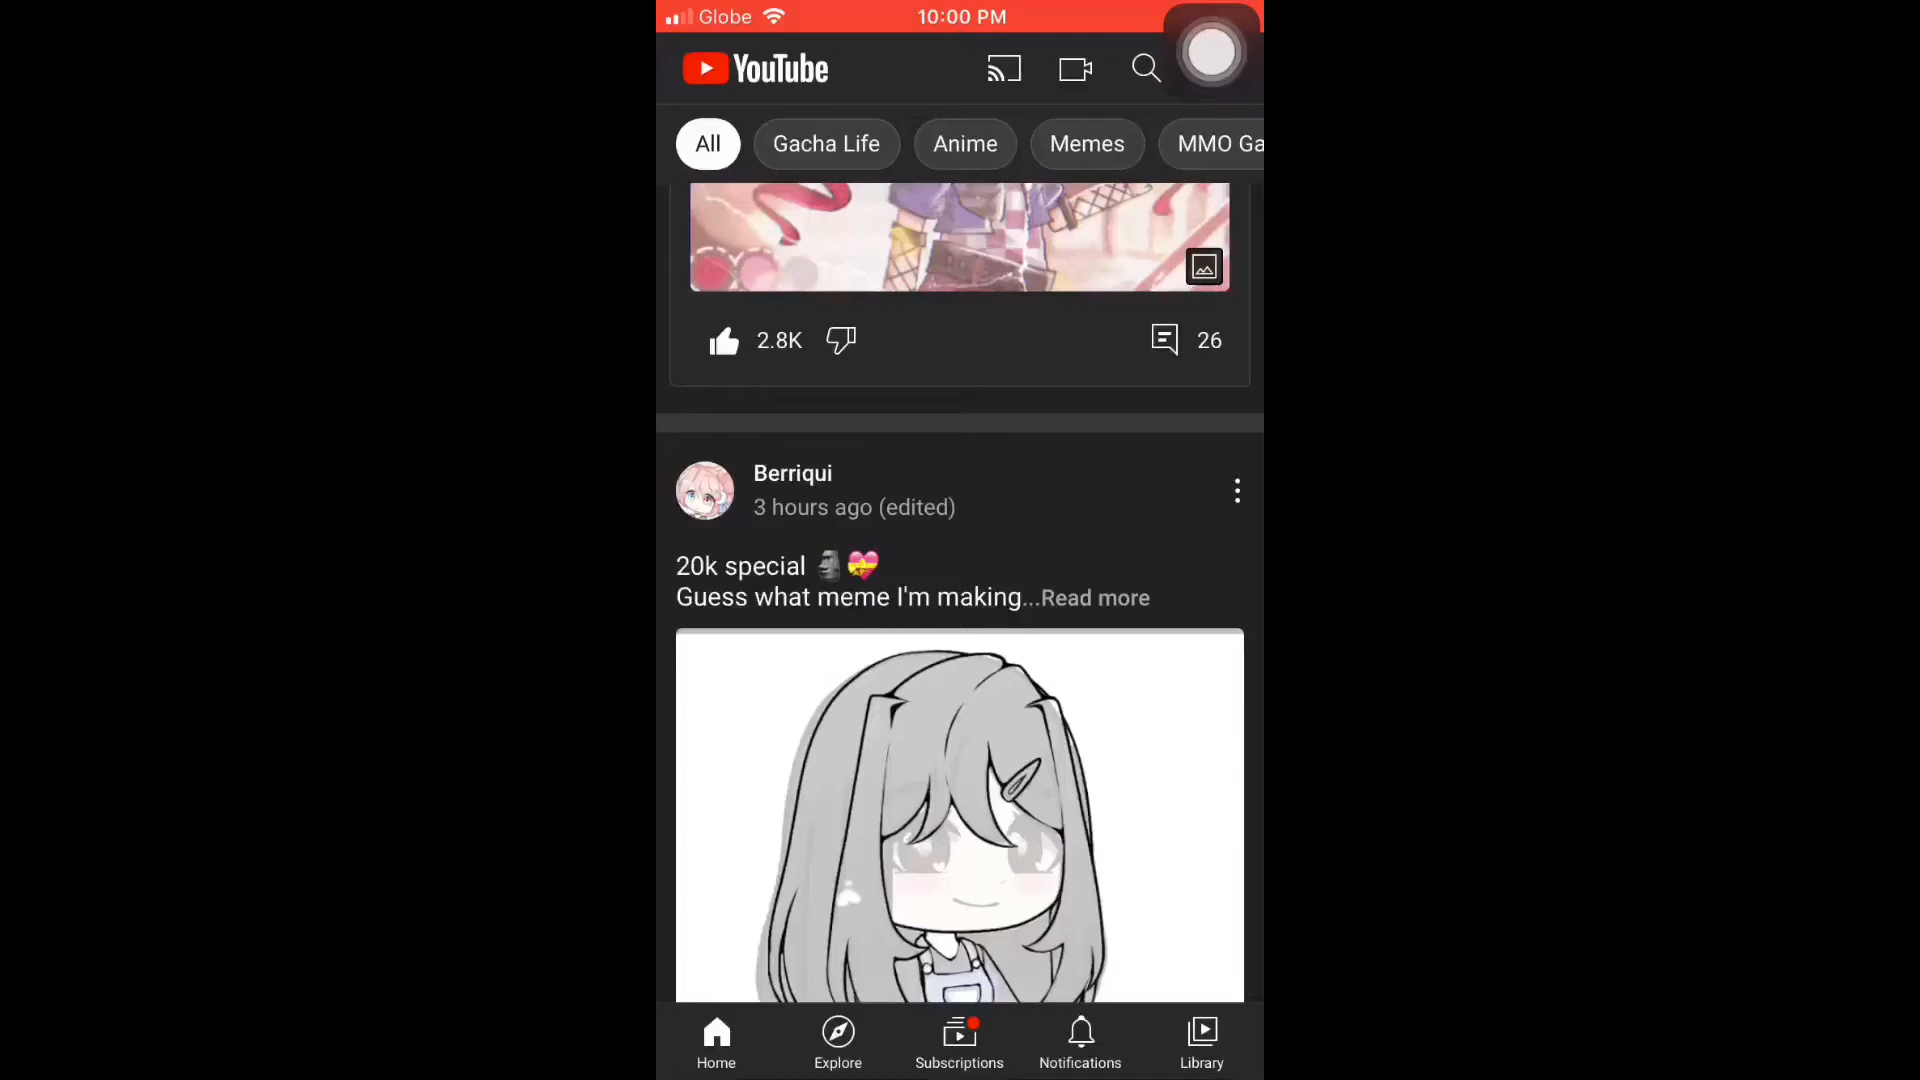 Globe
10:00 PM
YouTube
All
Gacha Life
Anime
Memes
MMO Ga
2.8K
26
Berriqui
3 hours ago (edited)
20k special 🗿💝
Guess what meme I'm making...Read more
Home
Explore
Subscriptions
Notifications
Library